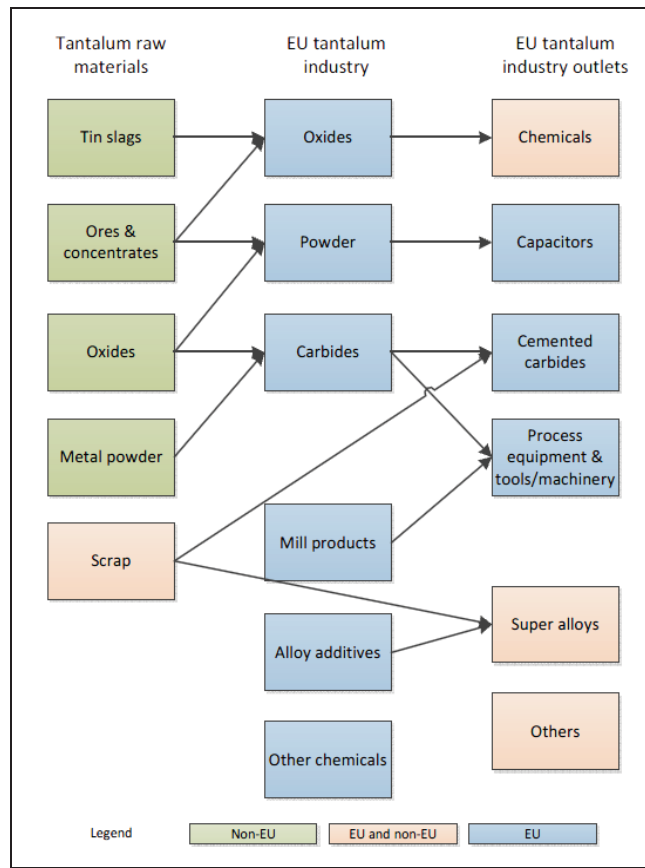 Tantalum raw
materials
EU tantalum
industry
EU tantalum
industry outlets
Tin slags
Oxides
Chemicals
Ores &
concentrates
Powder
Capacitors
Oxides
Carbides
Cemented
carbides
Metal powder
Process
equipment &
tools/machinery
Scrap
Mill products
Super alloys
Alloy additives
Others
Other chemicals
Legend
Non-EU
EU and non-EU
EU